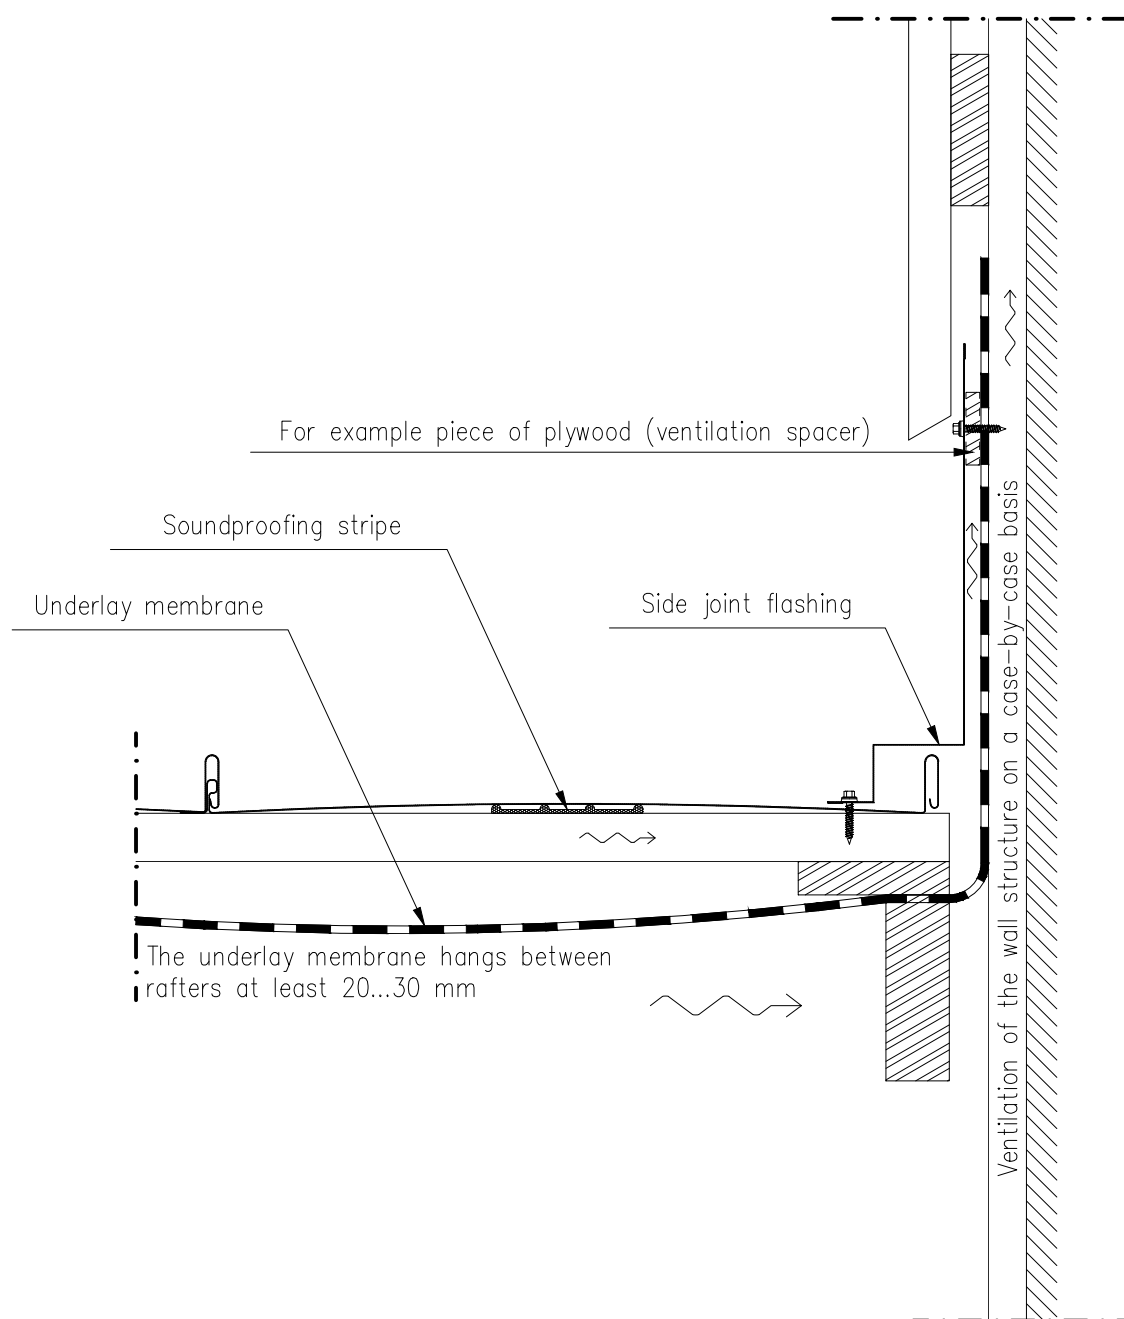 For example piece of plywood (ventilation spacer)
Soundproofing stripe
Underlay membrane
Side joint flashing
The underlay membrane hangs between
rafters at least 20...30 mm
Ventilation of the wall structure on a case-by-case basis